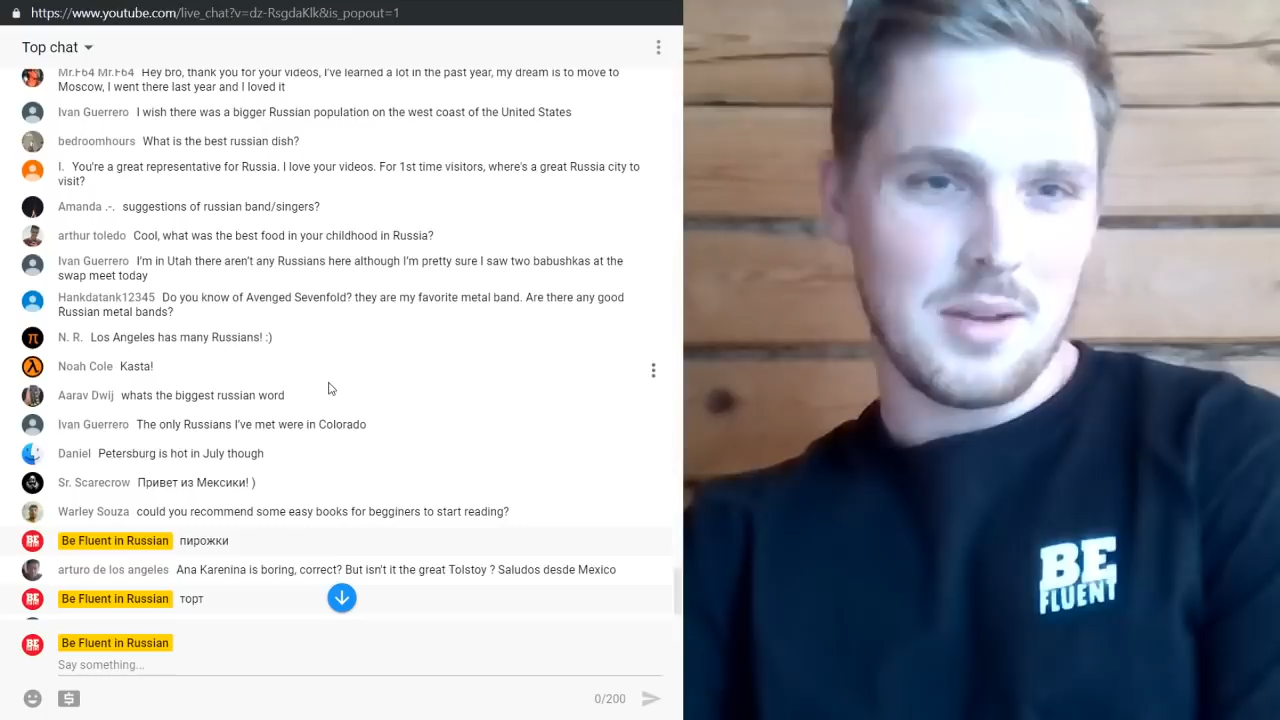 https://www.youtube.com/live_chat?v=dz-RsgdaKlk&is_popout=1
Top chat
Mr.F64 Mr.F64 Hey bro, thank you for your videos, I've learned a lot in the past year, my dream is to move to
Moscow, I went there last year and I loved it
Ivan Guerrero I wish there was a bigger Russian population on the west coast of the United States
bedroomhours What is the best russian dish?
I. You're a great representative for Russia. I love your videos. For 1st time visitors, where's a great Russia city to
visit?
Amanda .-. suggestions of russian band/singers?
arthur toledo Cool, what was the best food in your childhood in Russia?
Ivan Guerrero I'm in Utah there aren't any Russians here although I'm pretty sure I saw two babushkas at the
swap meet today
Hankdatank12345 Do you know of Avenged Sevenfold? they are my favorite metal band. Are there any good
Russian metal bands?
N. R. Los Angeles has many Russians! :)
Noah Cole Kasta!
Aarav Dwij whats the biggest russian word
Ivan Guerrero The only Russians I've met were in Colorado
Daniel Petersburg is hot in July though
Sr. Scarecrow Привет из Мексики! )
Warley Souza could you recommend some easy books for begginers to start reading?
Be Fluent in Russian пирожки
arturo de los angeles Ana Karenina is boring, correct? But isn't it the great Tolstoy ? Saludos desde Mexico
Be Fluent in Russian торт
Be Fluent in Russian
Say something...
0/200
BE
FLUENT